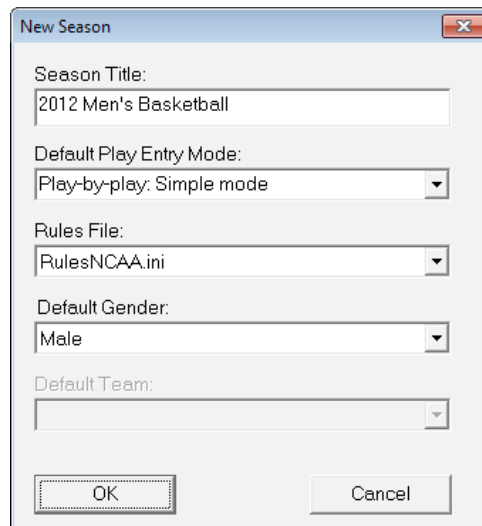 New Season
Season Title:
2012 Men's Basketball
Default Play Entry Mode:
Play-by-play: Simple mode
Rules File:
RulesNCAA.ini
Default Gender:
Male
Default Team:
OK
Cancel